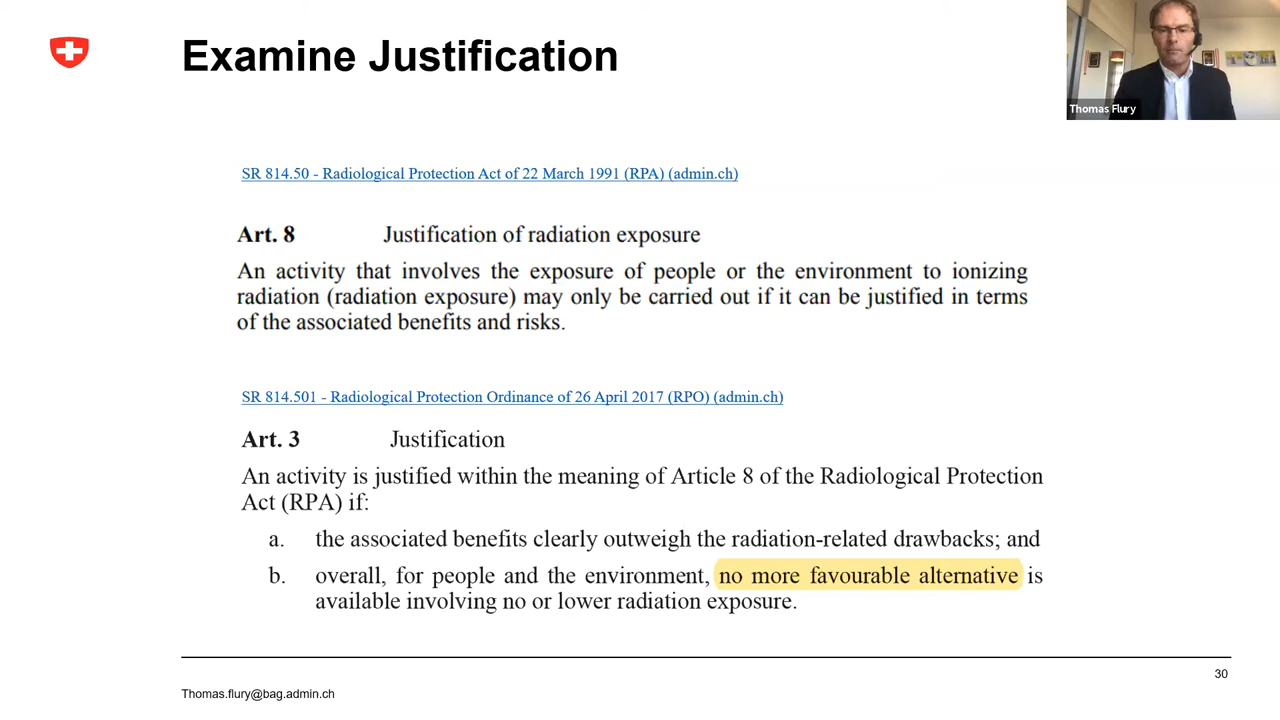 Examine Justification
Thomas Flury
SR 814.50 - Radiological Protection Act of 22 March 1991 (RPA) (admin.ch)
Art. 8 Justification of radiation exposure
An activity that involves the exposure of people or the environment to ionizing
radiation (radiation exposure) may only be carried out if it can be justified in terms
of the associated benefits and risks.
SR 814.501 - Radiological Protection Ordinance of 26 April 2017 (RPO) (admin.ch)
Art. 3 Justification
An activity is justified within the meaning of Article 8 of the Radiological Protection
Act (RPA) if:
a. the associated benefits clearly outweigh the radiation-related drawbacks; and
b. overall, for people and the environment, no more favourable alternative is
available involving no or lower radiation exposure.
30
Thomas.flury@bag.admin.ch